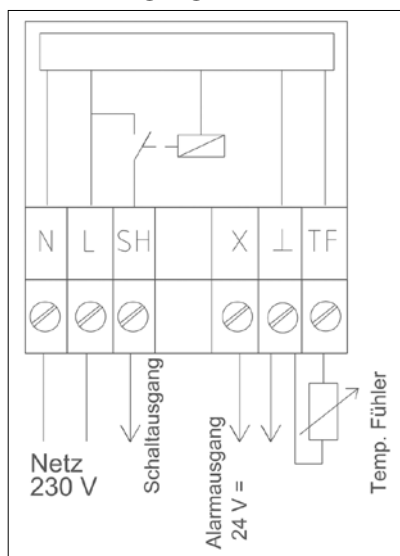 N L SH X ⊥ TF
Netz
230 V
Schaltausgang
Alarmausgang
24 V =
Temp. Fühler